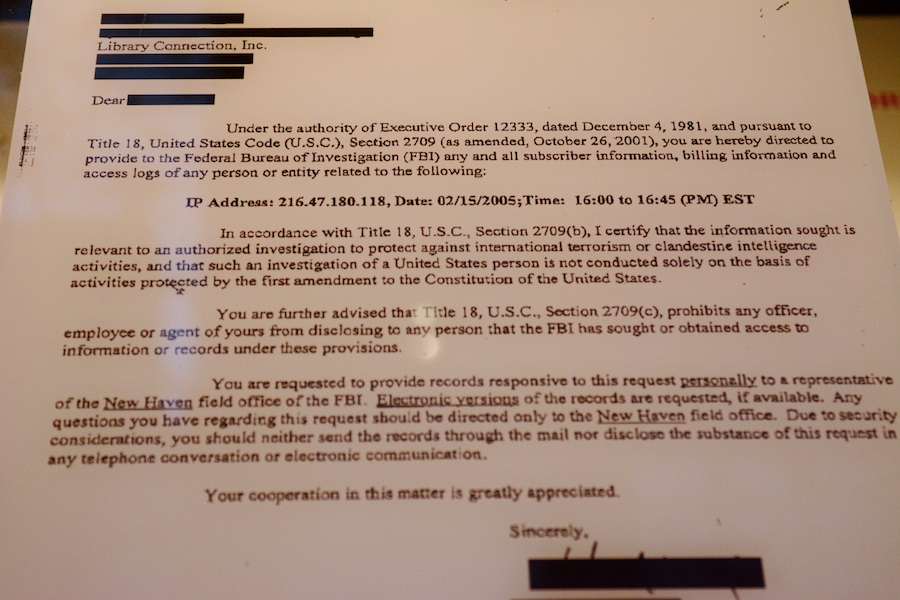 Library Connection, Inc.
Dear
Under the authority of Executive Order 12333, dated December 4, 1981, and pursuant to
Title 18, United States Code (U.S.C.), Section 2709 (as amended, October 26, 2001), you are hereby directed to
provide to the Federal Bureau of Investigation (FBI) any and all subscriber information, billing information and
access logs of any person or entity related to the following:
IP Address: 216.47.180.118, Date: 02/15/2005;Time: 16:00 to 16:45 (PM) EST
In accordance with Title 18, U.S.C., Section 2709(b), I certify that the information sought is
relevant to an authorized investigation to protect against international terrorism or clandestine intelligence
activities, and that such an investigation of a United States person is not conducted solely on the basis of
activities protected by the first amendment to the Constitution of the United States.
You are further advised that Title 18, U.S.C., Section 2709(c), prohibits any officer,
employee or agent of yours from disclosing to any person that the FBI has sought or obtained access to
information or records under these provisions.
You are requested to provide records responsive to this request personally to a representative
of the New Haven field office of the FBI. Electronic versions of the records are requested, if available. Any
questions you have regarding this request should be directed only to the New Haven field office. Due to security
considerations, you should neither send the records through the mail nor disclose the substance of this request in
any telephone conversation or electronic communication.
Your cooperation in this matter is greatly appreciated.
Sincerely,